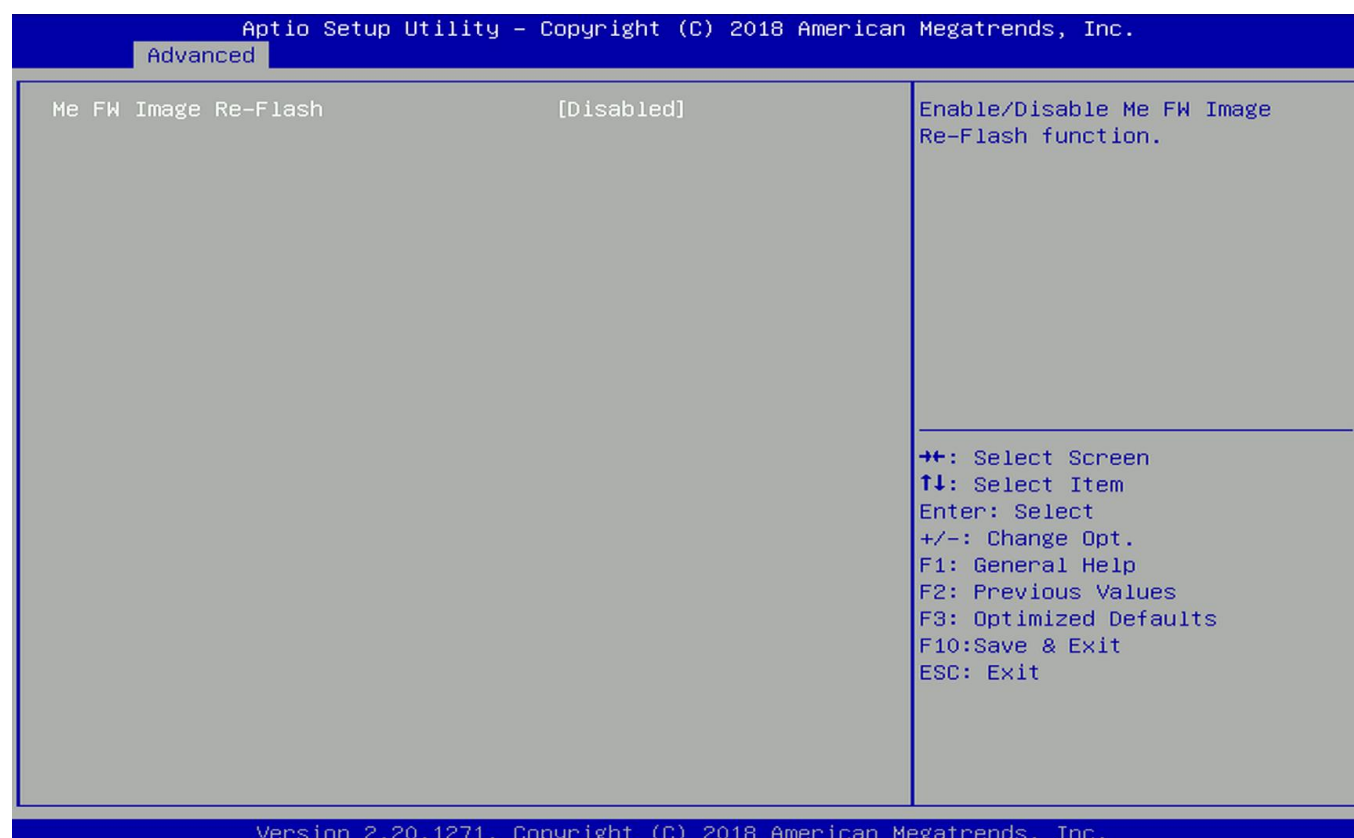 Aptio Setup Utility – Copyright (C) 2018 American Megatrends, Inc.
Advanced
Me FW Image Re–Flash [Disabled]
Enable/Disable Me FW Image
Re–Flash function.
→←: Select Screen
↑↓: Select Item
Enter: Select
+/–: Change Opt.
F1: General Help
F2: Previous Values
F3: Optimized Defaults
F10:Save & Exit
ESC: Exit
Version 2.20.1271. Copyright (C) 2018 American Megatrends, Inc.